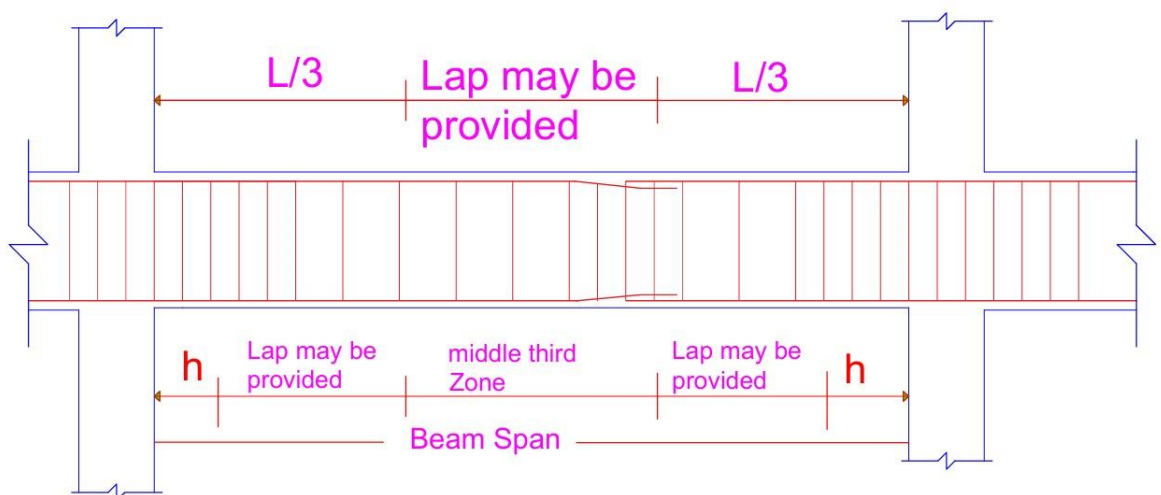 L/3
Lap may be
provided
L/3
h
Lap may be
provided
middle third
Zone
Lap may be
provided
h
Beam Span